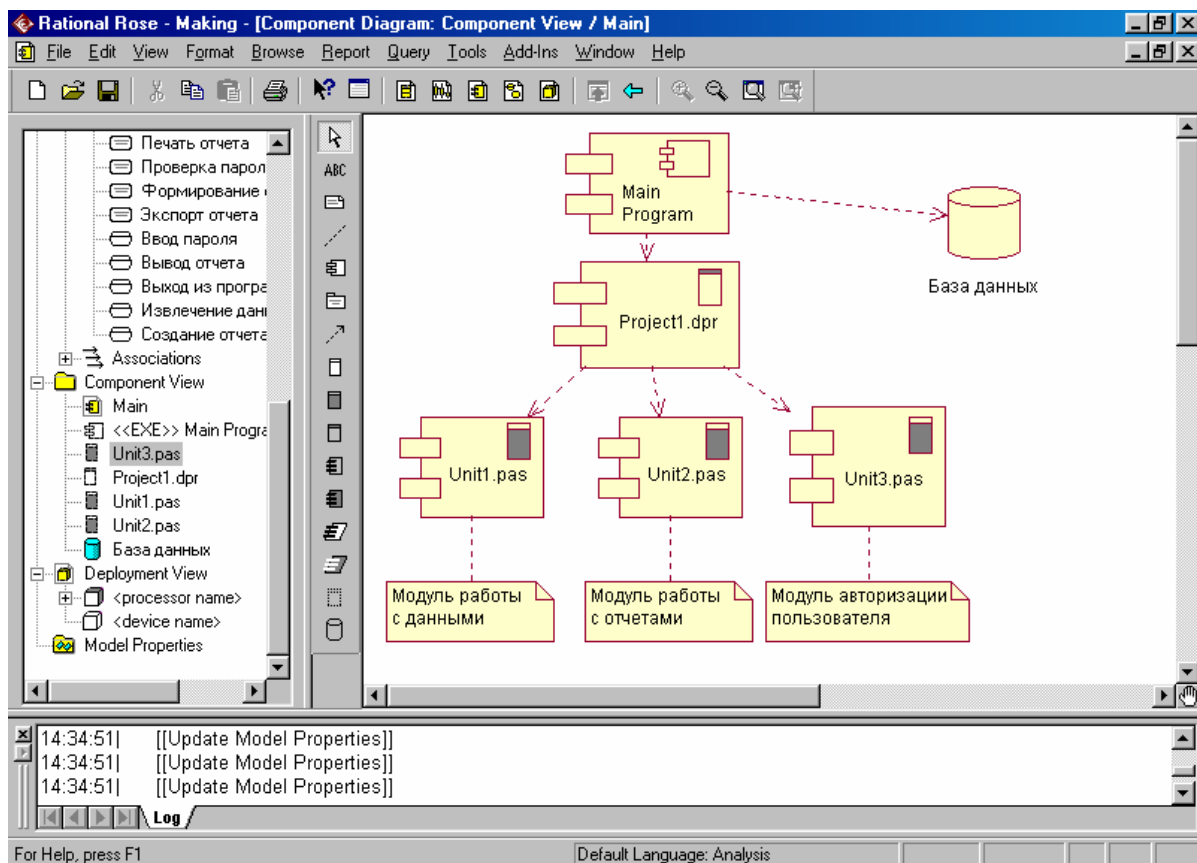 Rational Rose - Making - [Component Diagram: Component View / Main]
File Edit View Format Browse Report Query Tools Add-Ins Window Help
Печать отчета
Проверка парол
Формирование
Экспорт отчета
Ввод пароля
Вывод отчета
Выход из програ
Извлечение данн
Создание отчета
Associations
Component View
Main
<<EXE>> Main Progra
Unit3.pas
Project1.dpr
Unit1.pas
Unit2.pas
База данных
Deployment View
<processor name>
<device name>
Model Properties
ABC
Main
Program
База данных
Project1.dpr
Unit1.pas
Unit2.pas
Unit3.pas
Модуль работы
с данными
Модуль работы
с отчетами
Модуль авторизации
пользователя
14:34:51| [[Update Model Properties]]
14:34:51| [[Update Model Properties]]
14:34:51| [[Update Model Properties]]
Log
For Help, press F1
Default Language: Analysis